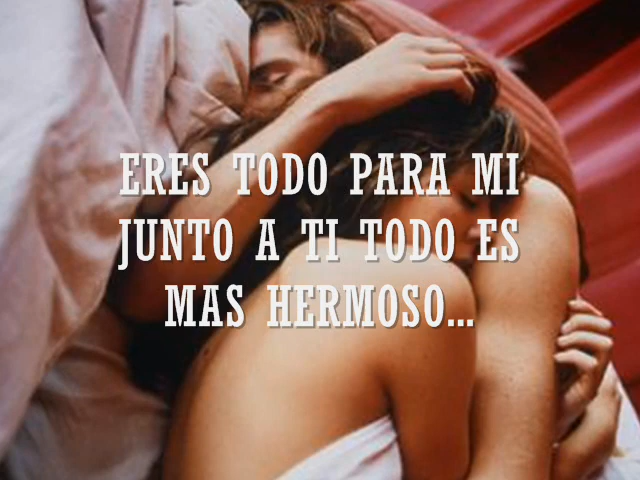 ERES TODO PARA MI
JUNTO A TI TODO ES
MAS HERMOSO...